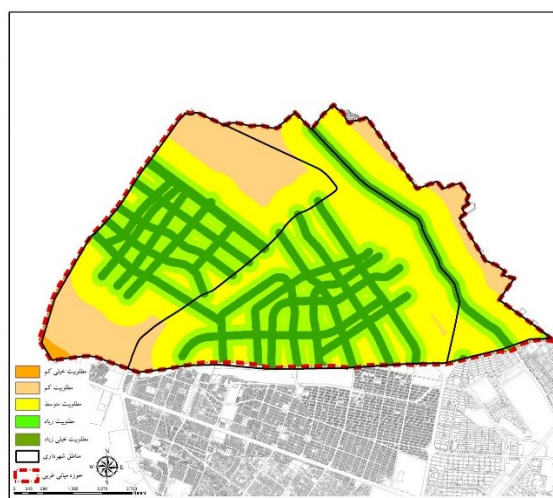 مطلوبیت خیلی کم
مطلوبیت کم
مطلوبیت متوسط
مطلوبیت زیاد
مطلوبیت خیلی زیاد
مناطق شهرداری
حوزه میانی غربی
N
W
E
S